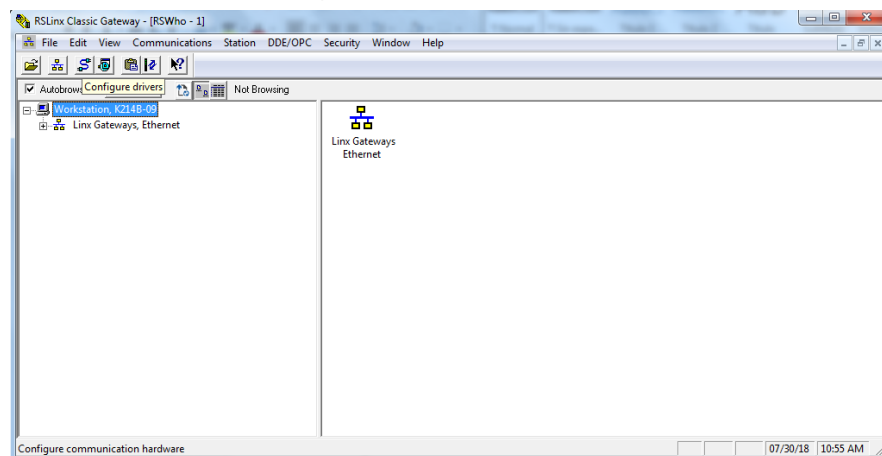 RSLinx Classic Gateway - [RSWho - 1]
File Edit View Communications Station DDE/OPC Security Window Help
Autobrow
Configure drivers
Not Browsing
Workstation, K214B-09
Linx Gateways, Ethernet
Linx Gateways
Ethernet
Configure communication hardware
07/30/18
10:55 AM